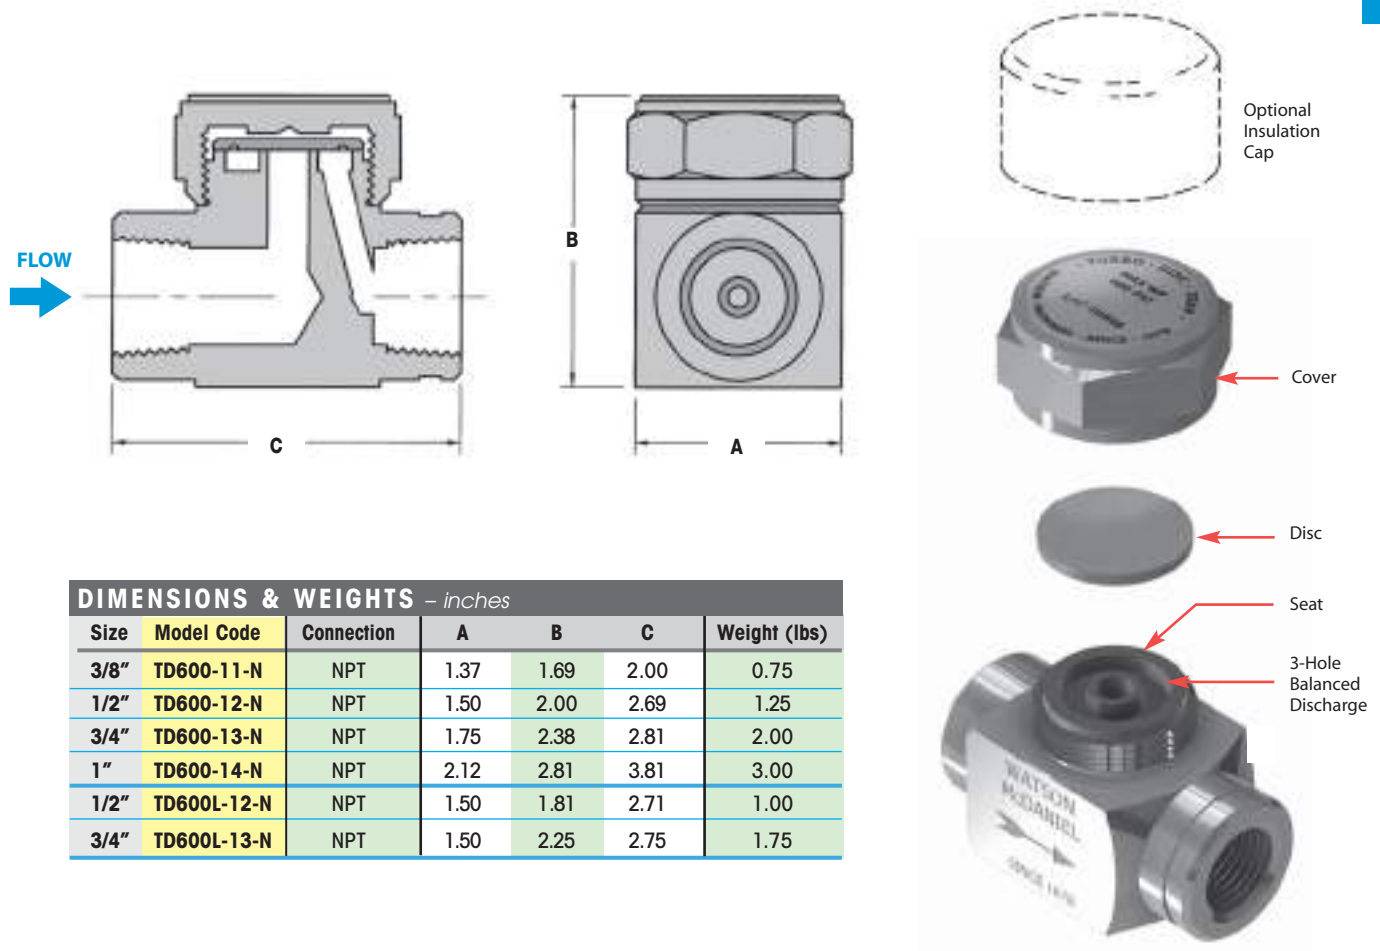 Optional
Insulation
Cap
FLOW
B
C
A
Cover
Disc
Seat
3-Hole
Balanced
Discharge
WATSON
McDANIEL
SINCE 1878
DIMENSIONS & WEIGHTS – inches
Size Model Code Connection A B C Weight (lbs)
3/8″ TD600-11-N NPT 1.37 1.69 2.00 0.75
1/2″ TD600-12-N NPT 1.50 2.00 2.69 1.25
3/4″ TD600-13-N NPT 1.75 2.38 2.81 2.00
1″ TD600-14-N NPT 2.12 2.81 3.81 3.00
1/2″ TD600L-12-N NPT 1.50 1.81 2.71 1.00
3/4″ TD600L-13-N NPT 1.50 2.25 2.75 1.75